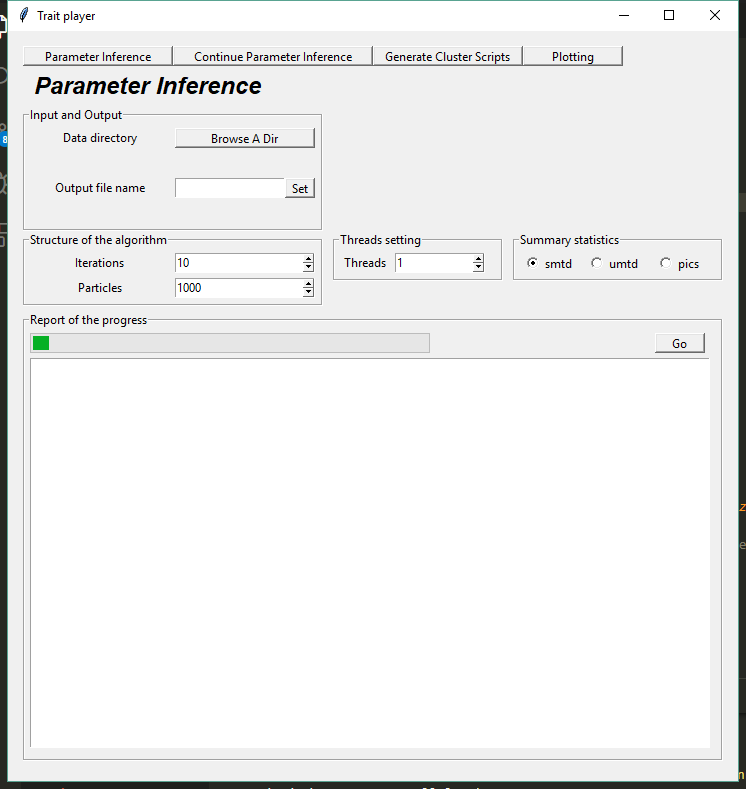 Trait player
Parameter Inference Continue Parameter Inference Generate Cluster Scripts Plotting
Parameter Inference
Input and Output
Data directory Browse A Dir
Output file name Set
Structure of the algorithm Threads setting Summary statistics
Iterations 10 Threads 1 smtd umtd pics
Particles 1000
Report of the progress
Go